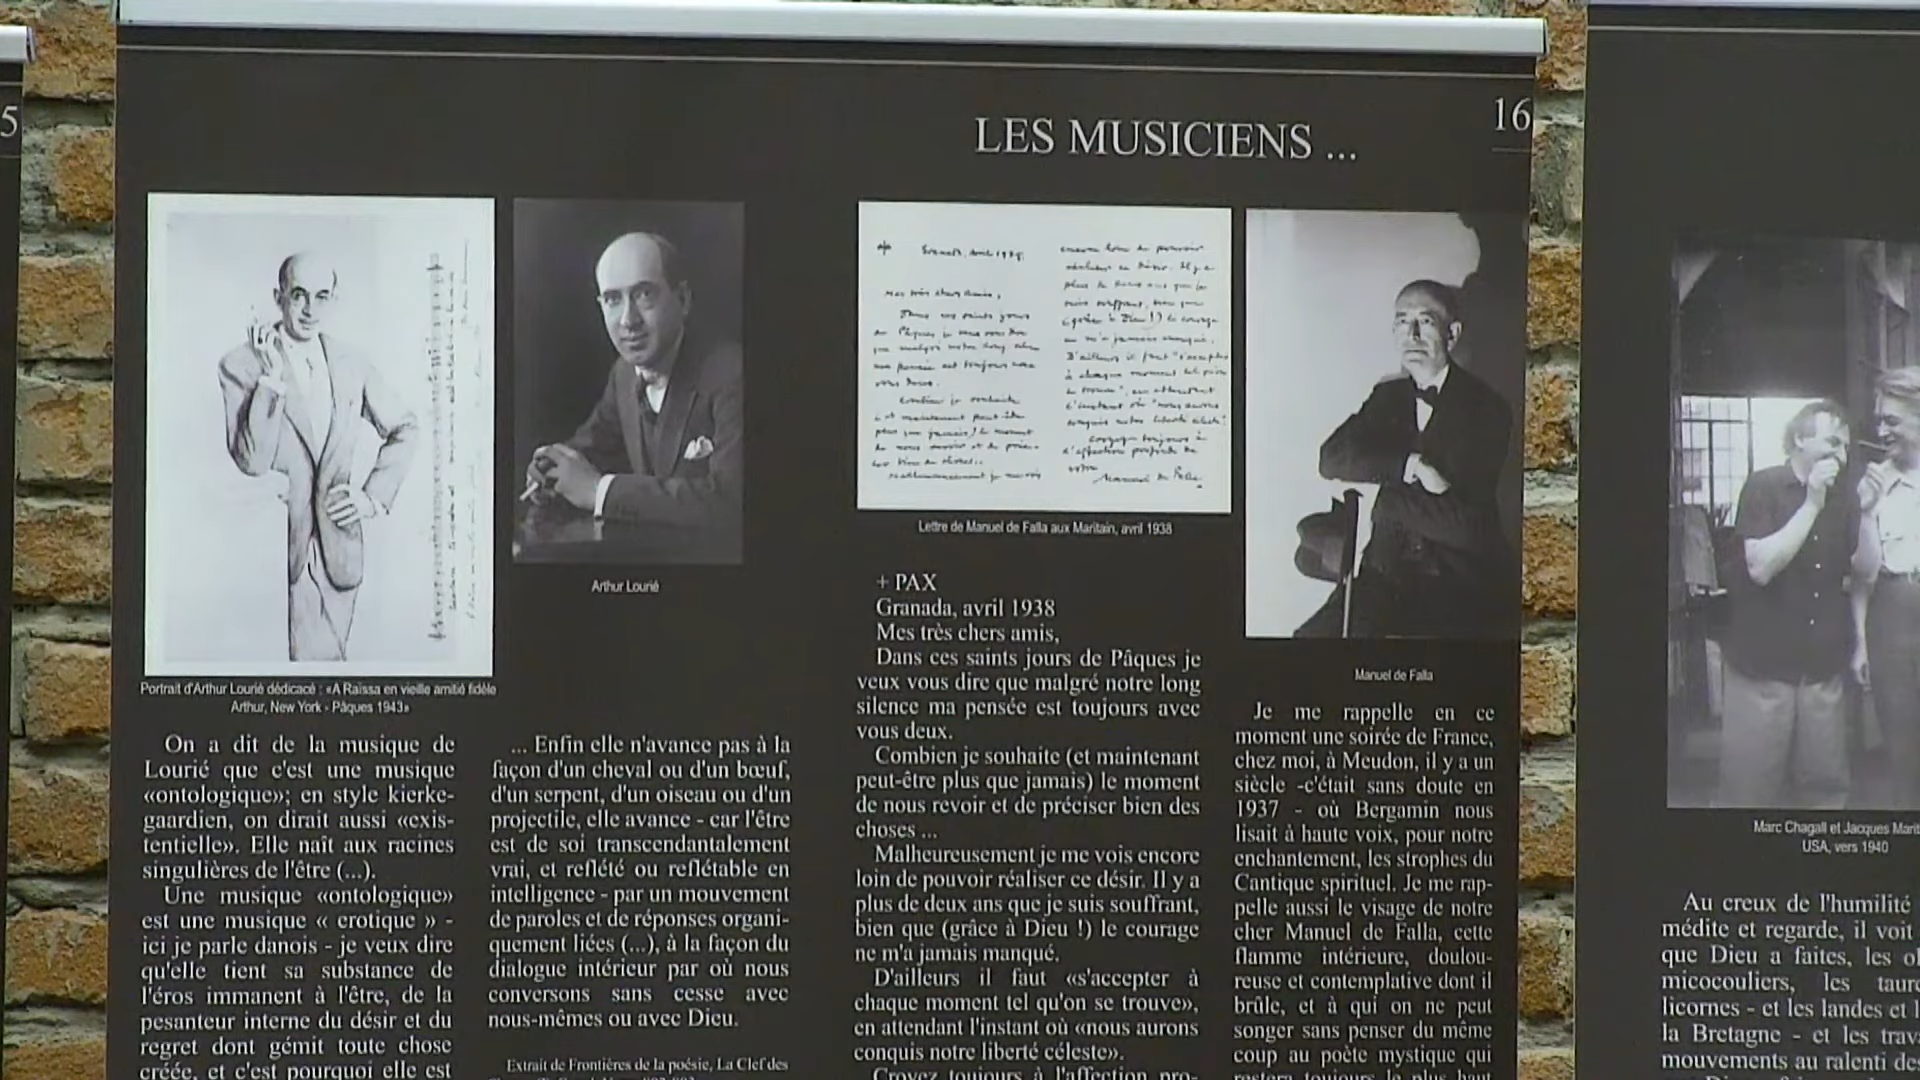 5
LES MUSICIENS ...
16
Portrait d'Arthur Lourié dédicacé : «A Raïssa en vieille amitié fidèle
Arthur, New York - Pâques 1943»
Arthur Lourié
On a dit de la musique de
Lourié que c'est une musique
«ontologique»; en style kierke-
gaardien, on dirait aussi «exis-
tentielle». Elle naît aux racines
singulières de l'être (...).
Une musique «ontologique»
est une musique « erotique » -
ici je parle danois - je veux dire
qu'elle tient sa substance de
l'éros immanent à l'être, de la
pesanteur interne du désir et du
regret dont gémit toute chose
créée, et c'est pourquoi elle est
... Enfin elle n'avance pas à la
façon d'un cheval ou d'un bœuf,
d'un serpent, d'un oiseau ou d'un
projectile, elle avance - car l'être
est de soi transcendantalement
vrai, et reflété ou reflétable en
intelligence - par un mouvement
de paroles et de réponses organi-
quement liées (...), à la façon du
dialogue intérieur par où nous
conversons sans cesse avec
nous-mêmes ou avec Dieu.
Extrait de Frontières de la poésie, La Clef des
Lettre de Manuel de Falla aux Maritain, avril 1938
+ PAX
Granada, avril 1938
Mes très chers amis,
Dans ces saints jours de Pâques je
veux vous dire que malgré notre long
silence ma pensée est toujours avec
vous deux.
Combien je souhaite (et maintenant
peut-être plus que jamais) le moment
de nous revoir et de préciser bien des
choses ...
Malheureusement je me vois encore
loin de pouvoir réaliser ce désir. Il y a
plus de deux ans que je suis souffrant,
bien que (grâce à Dieu !) le courage
ne m'a jamais manqué.
D'ailleurs il faut «s'accepter à
chaque moment tel qu'on se trouve»,
en attendant l'instant où «nous aurons
conquis notre liberté céleste».
Croyez toujours à l'affection pro-
Manuel de Falla
Je me rappelle en ce
moment une soirée de France,
chez moi, à Meudon, il y a un
siècle -c'était sans doute en
1937 - où Bergamin nous
lisait à haute voix, pour notre
enchantement, les strophes du
Cantique spirituel. Je me rap-
pelle aussi le visage de notre
cher Manuel de Falla, cette
flamme intérieure, doulou-
reuse et contemplative dont il
brûle, et à qui on ne peut
songer sans penser du même
coup au poète mystique qui
restera toujours le plus haut
Marc Chagall et Jacques Marit
USA, vers 1940
Au creux de l'humilité
médite et regarde, il voit
que Dieu a faites, les ol
micocouliers, les taure
licornes - et les landes et l
la Bretagne - et les trav
mouvements au ralenti des